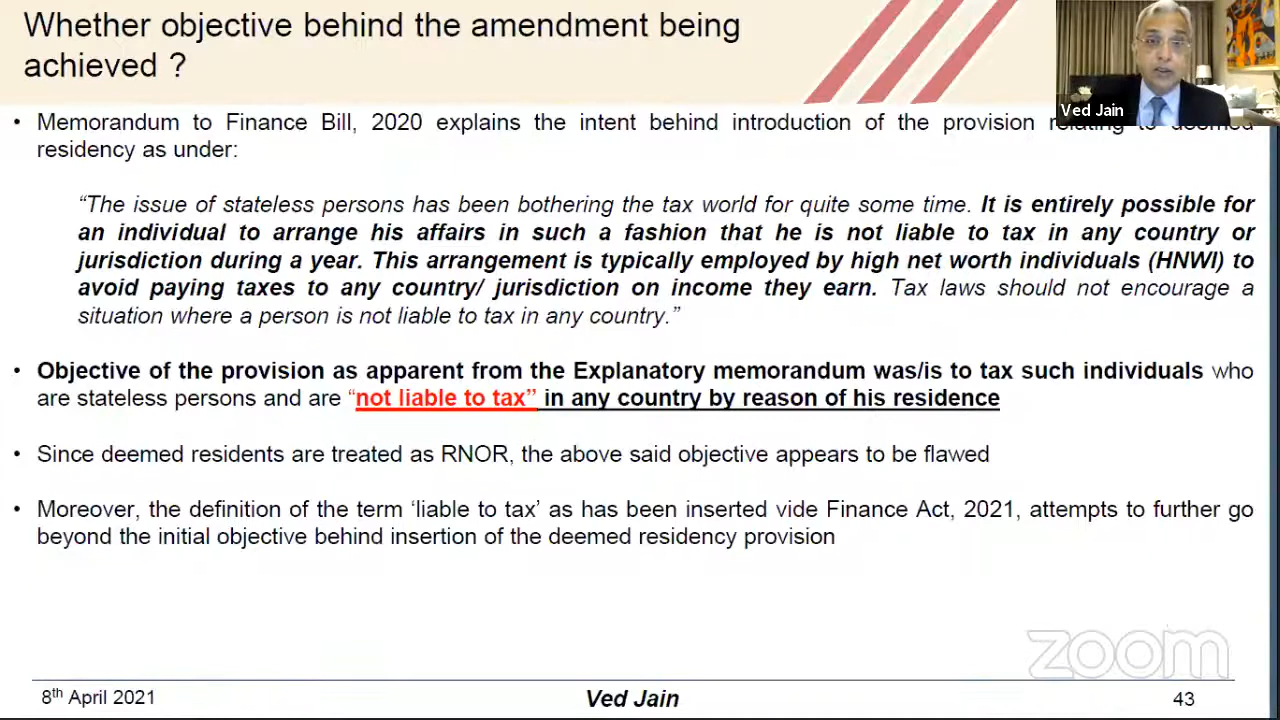 Whether objective behind the amendment being
achieved ?
Ved Jain
• Memorandum to Finance Bill, 2020 explains the intent behind introduction of the provision relating to deemed
residency as under:
“The issue of stateless persons has been bothering the tax world for quite some time. It is entirely possible for
an individual to arrange his affairs in such a fashion that he is not liable to tax in any country or
jurisdiction during a year. This arrangement is typically employed by high net worth individuals (HNWI) to
avoid paying taxes to any country/ jurisdiction on income they earn. Tax laws should not encourage a
situation where a person is not liable to tax in any country.”
• Objective of the provision as apparent from the Explanatory memorandum was/is to tax such individuals who
are stateless persons and are “not liable to tax” in any country by reason of his residence
• Since deemed residents are treated as RNOR, the above said objective appears to be flawed
• Moreover, the definition of the term ‘liable to tax’ as has been inserted vide Finance Act, 2021, attempts to further go
beyond the initial objective behind insertion of the deemed residency provision
zoom
8th April 2021
Ved Jain
43